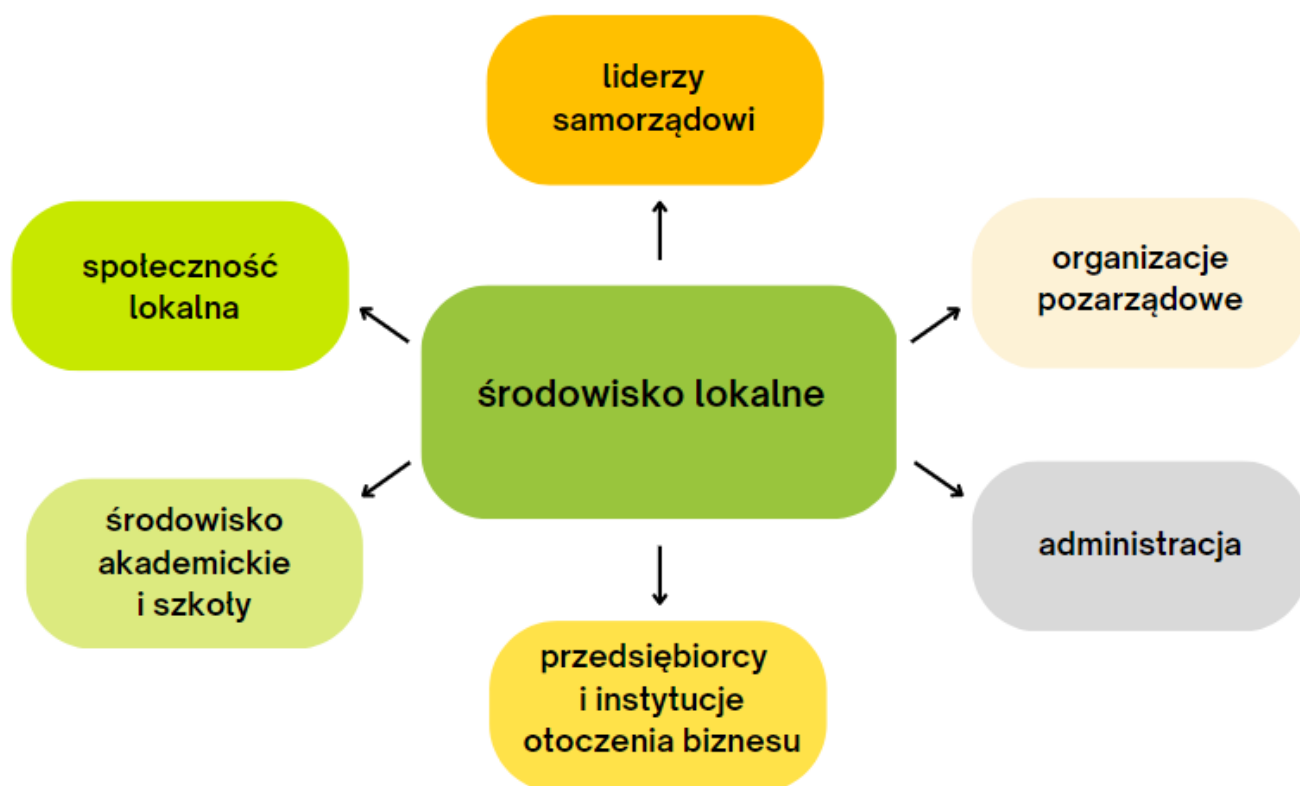 liderzy
samorządowi
społeczność
lokalna
organizacje
pozarządowe
środowisko lokalne
środowisko
akademickie
i szkoły
administracja
przedsiębiorcy
i instytucje
otoczenia biznesu